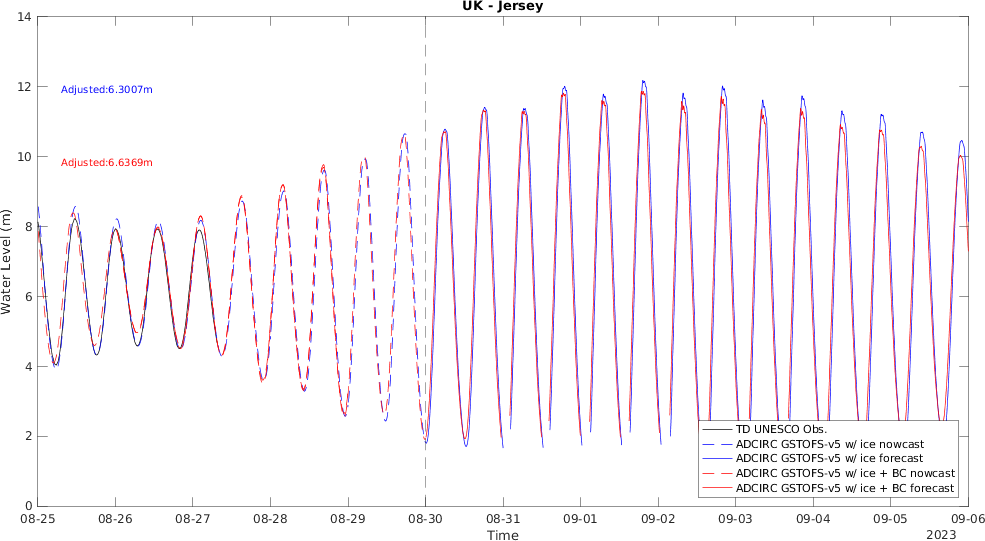 UK - Jersey
14
12
10
8
6
4
2
0
Water Level (m)
Adjusted:6.3007m
Adjusted:6.6369m
TD UNESCO Obs.
ADCIRC GSTOFS-v5 w/ ice nowcast
ADCIRC GSTOFS-v5 w/ ice forecast
ADCIRC GSTOFS-v5 w/ ice + BC nowcast
ADCIRC GSTOFS-v5 w/ ice + BC forecast
08-25 08-26 08-27 08-28 08-29 08-30 08-31 09-01 09-02 09-03 09-04 09-05 09-06
Time
2023